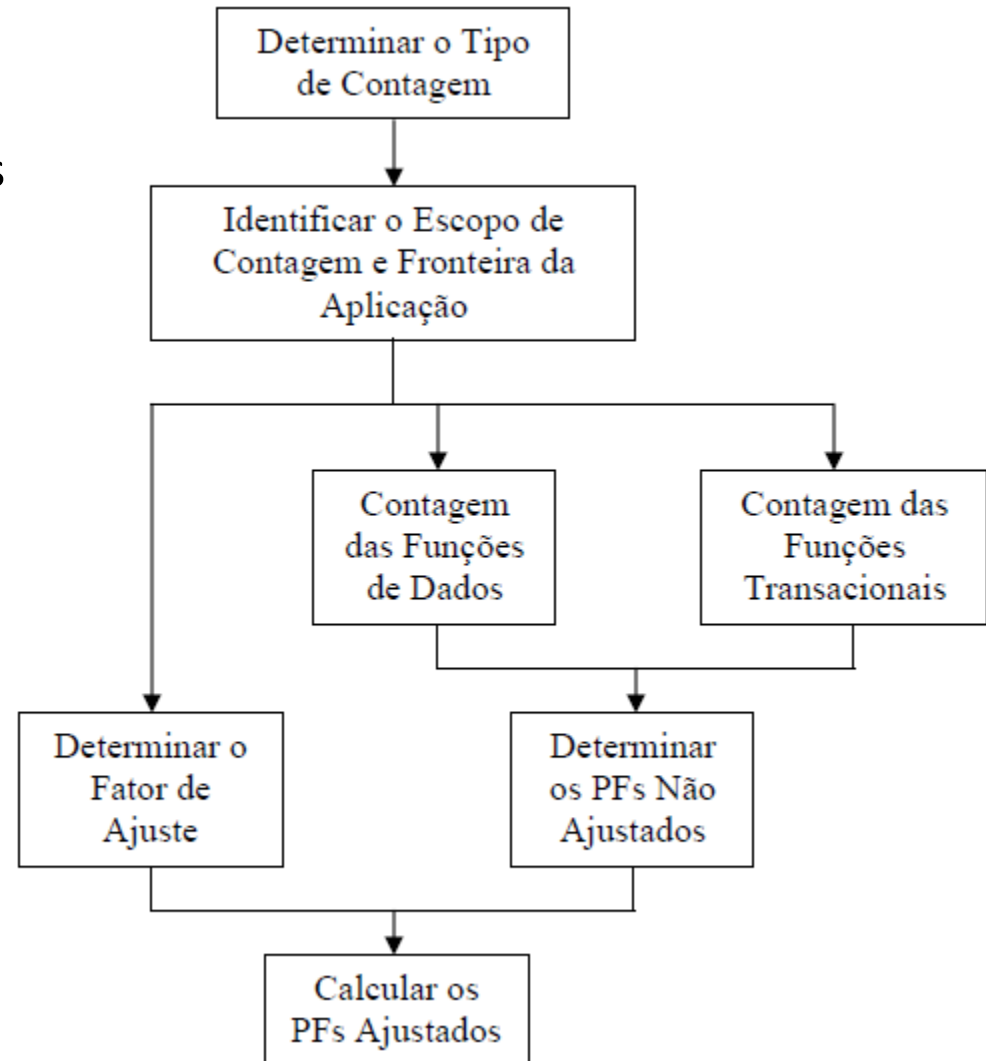 Determinar o Tipo
de Contagem
s
Identificar o Escopo de
Contagem e Fronteira da
Aplicação
Contagem
das Funções
de Dados
Contagem das
Funções
Transacionais
Determinar o
Fator de
Ajuste
Determinar
os PFs Não
Ajustados
Calcular os
PFs Ajustados